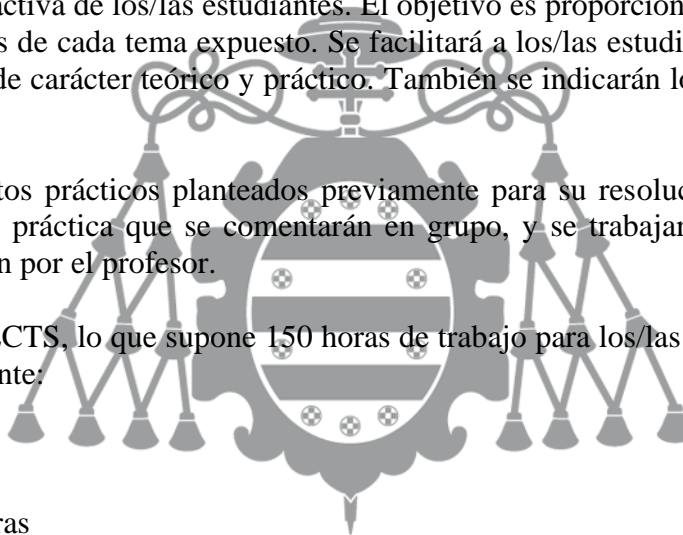 activa de los/las estudiantes. El objetivo es proporcion
s de cada tema expuesto. Se facilitará a los/las estudi
de carácter teórico y práctico. También se indicarán lo
tos prácticos planteados previamente para su resoluc
práctica que se comentarán en grupo, y se trabajar
n por el profesor.
ECTS, lo que supone 150 horas de trabajo para los/las
nte:
ras